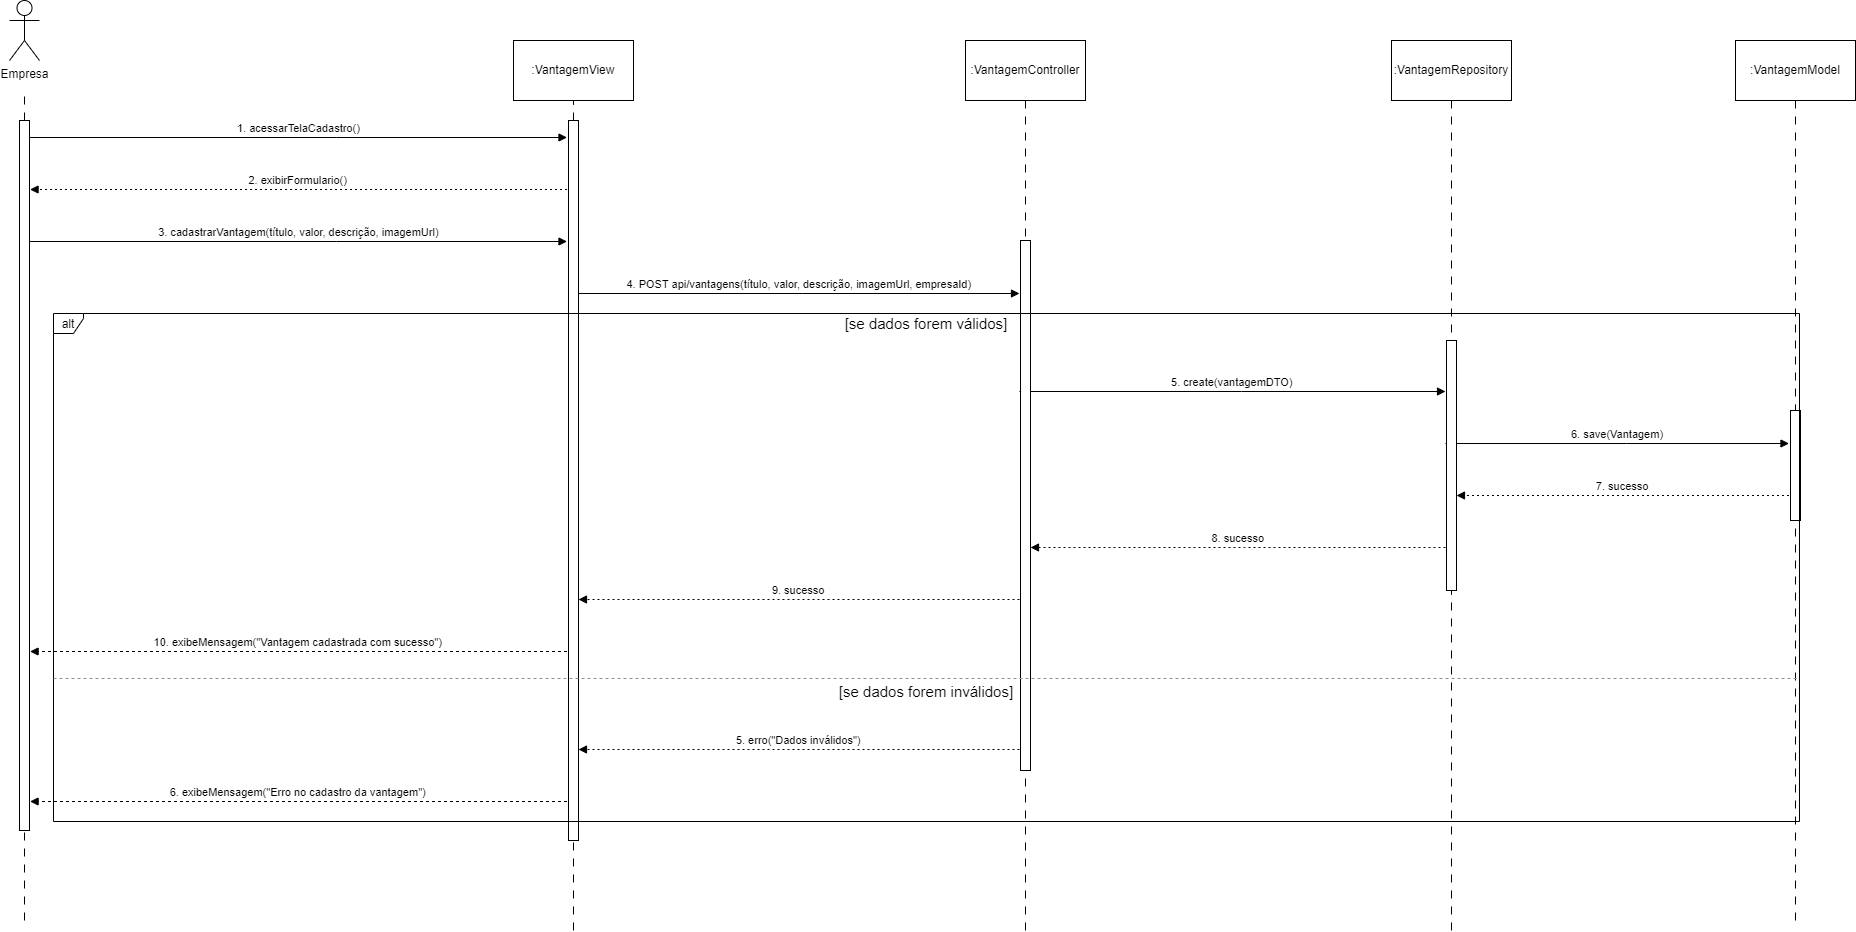 Empresa
:VantagemView
:VantagemController
:VantagemRepository
:VantagemModel
1. acessarTelaCadastro()
2. exibirFormulario()
3. cadastrarVantagem(título, valor, descrição, imagemUrl)
4. POST api/vantagens(título, valor, descrição, imagemUrl, empresaId)
alt
[se dados forem válidos]
5. create(vantagemDTO)
6. save(Vantagem)
7. sucesso
8. sucesso
9. sucesso
10. exibeMensagem("Vantagem cadastrada com sucesso")
[se dados forem inválidos]
5. erro("Dados inválidos")
6. exibeMensagem("Erro no cadastro da vantagem")